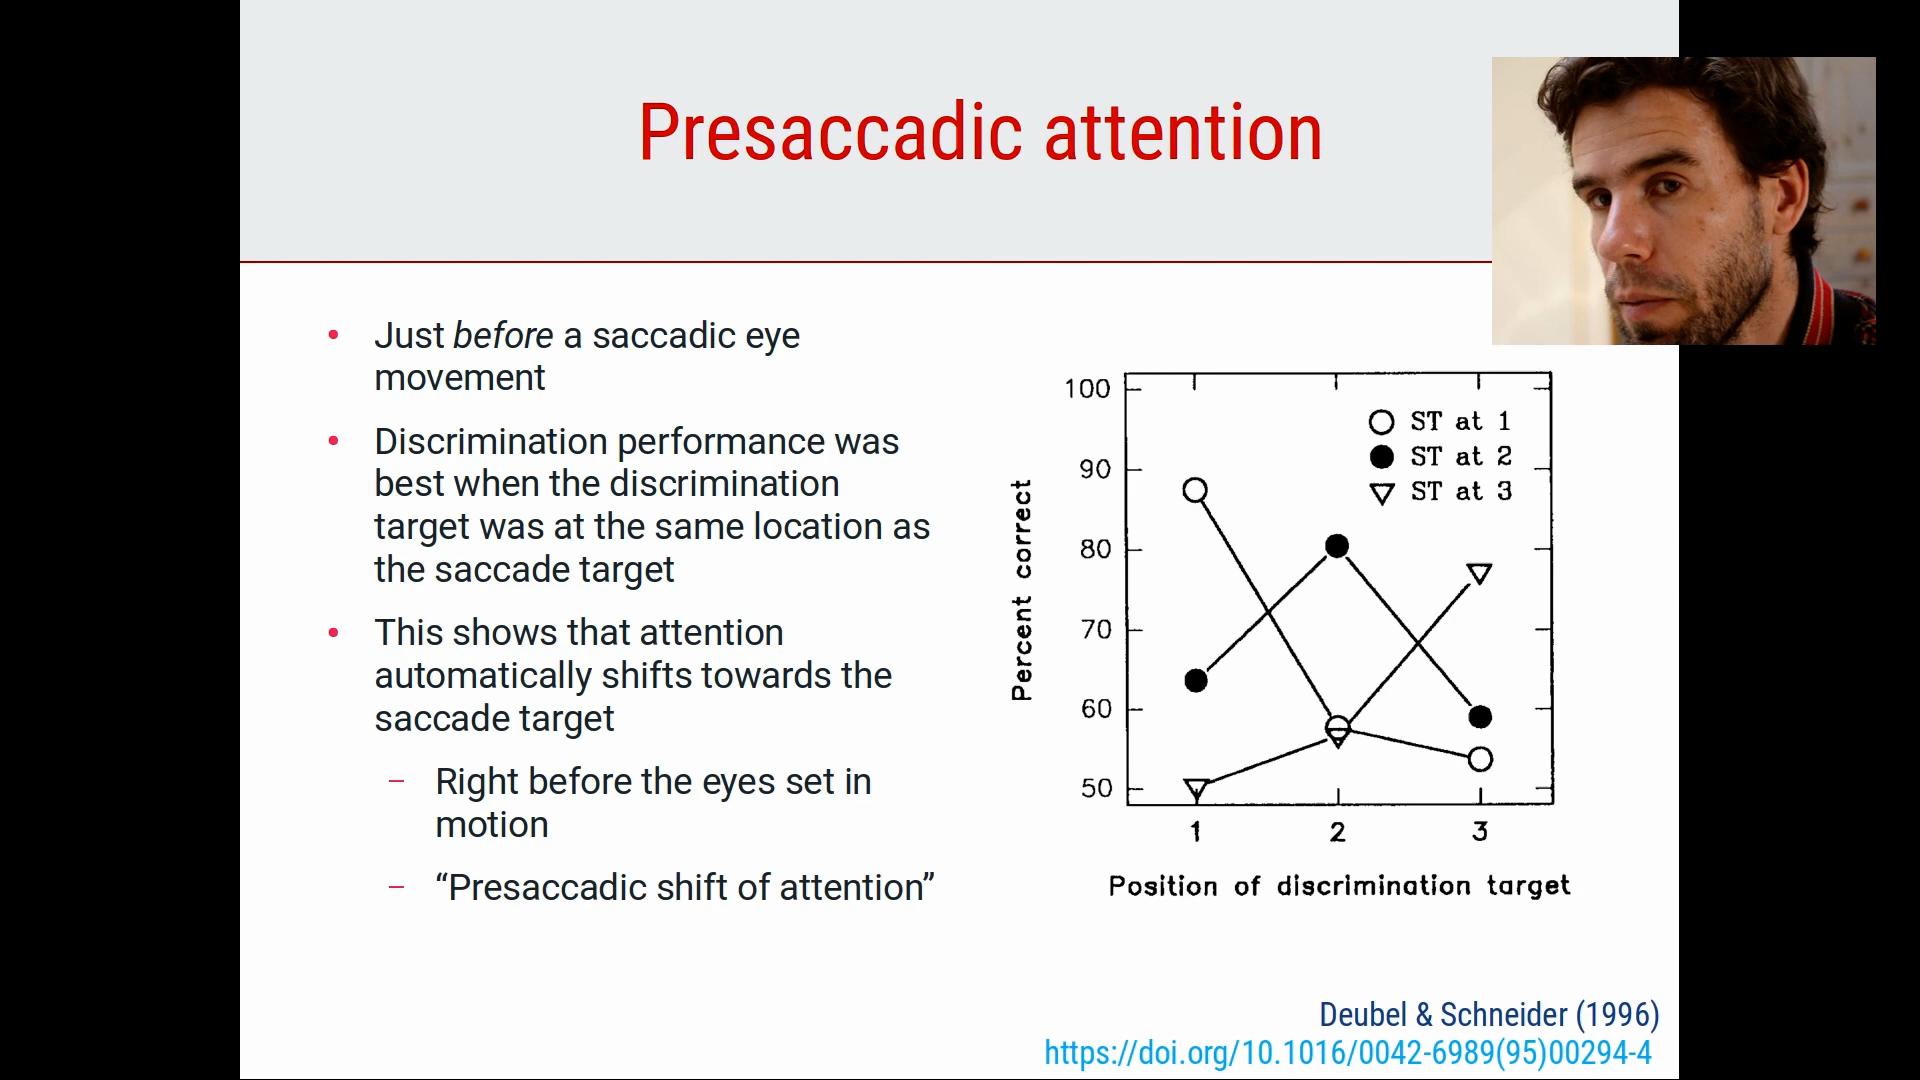 Presaccadic attention
Just before a saccadic eye
movement
Discrimination performance was
best when the discrimination
target was at the same location as
the saccade target
This shows that attention
automatically shifts towards the
saccade target
Right before the eyes set in
motion
“Presaccadic shift of attention”
100
90
80
70
60
50
Percent correct
ST at 1
ST at 2
ST at 3
1 2 3
Position of discrimination target
Deubel & Schneider (1996)
https://doi.org/10.1016/0042-6989(95)00294-4